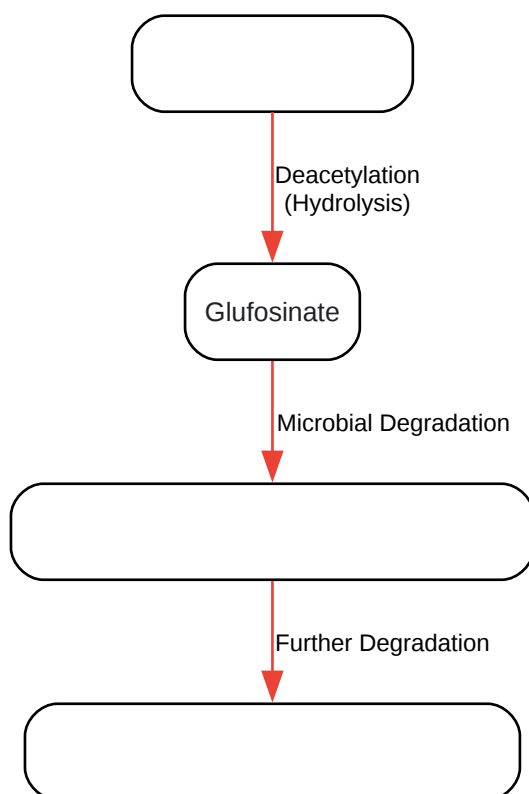 Deacetylation
(Hydrolysis)
Glufosinate
Microbial Degradation
Further Degradation